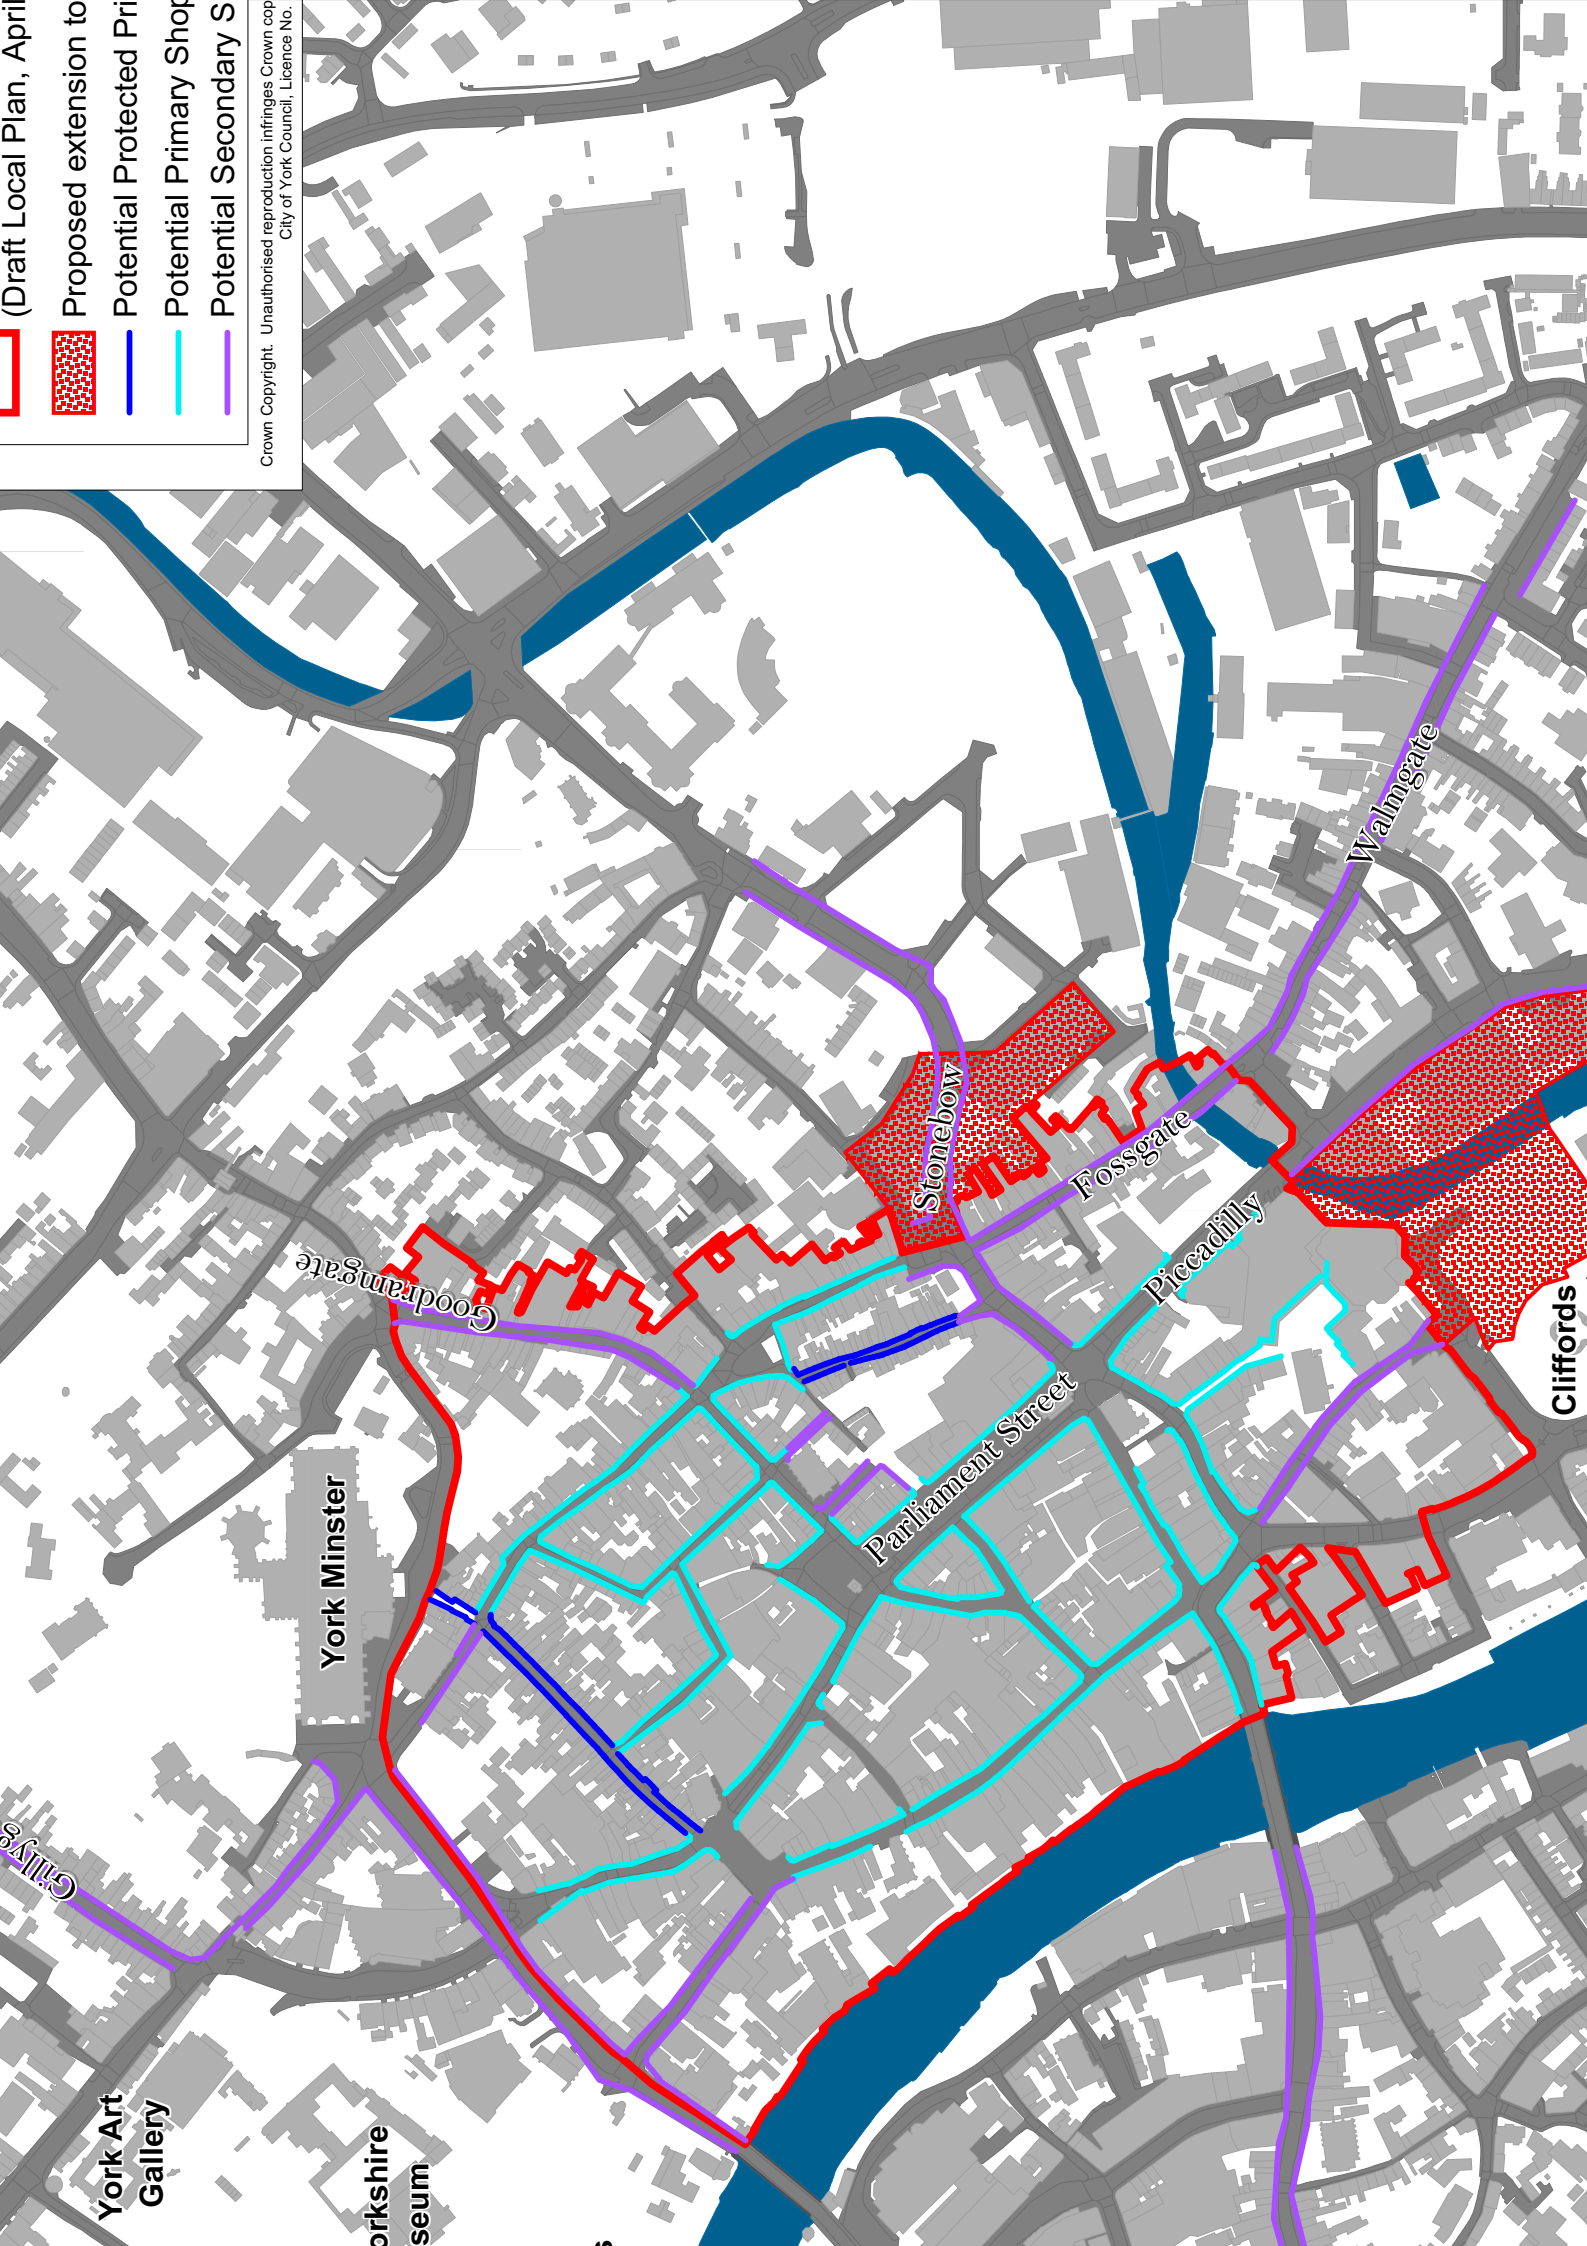 (Draft Local Plan, April
Proposed extension to
Potential Protected Pri
Potential Primary Shop
Potential Secondary S
Crown Copyright. Unauthorised reproduction infringes Crown cop
City of York Council, Licence No.
Goodramgate
York Minster
Gillyg
York Art
Gallery
orkshire
seum
Stonebow
Fossgate
Walmgate
Piccadilly
Parliament Street
Cliffords
s